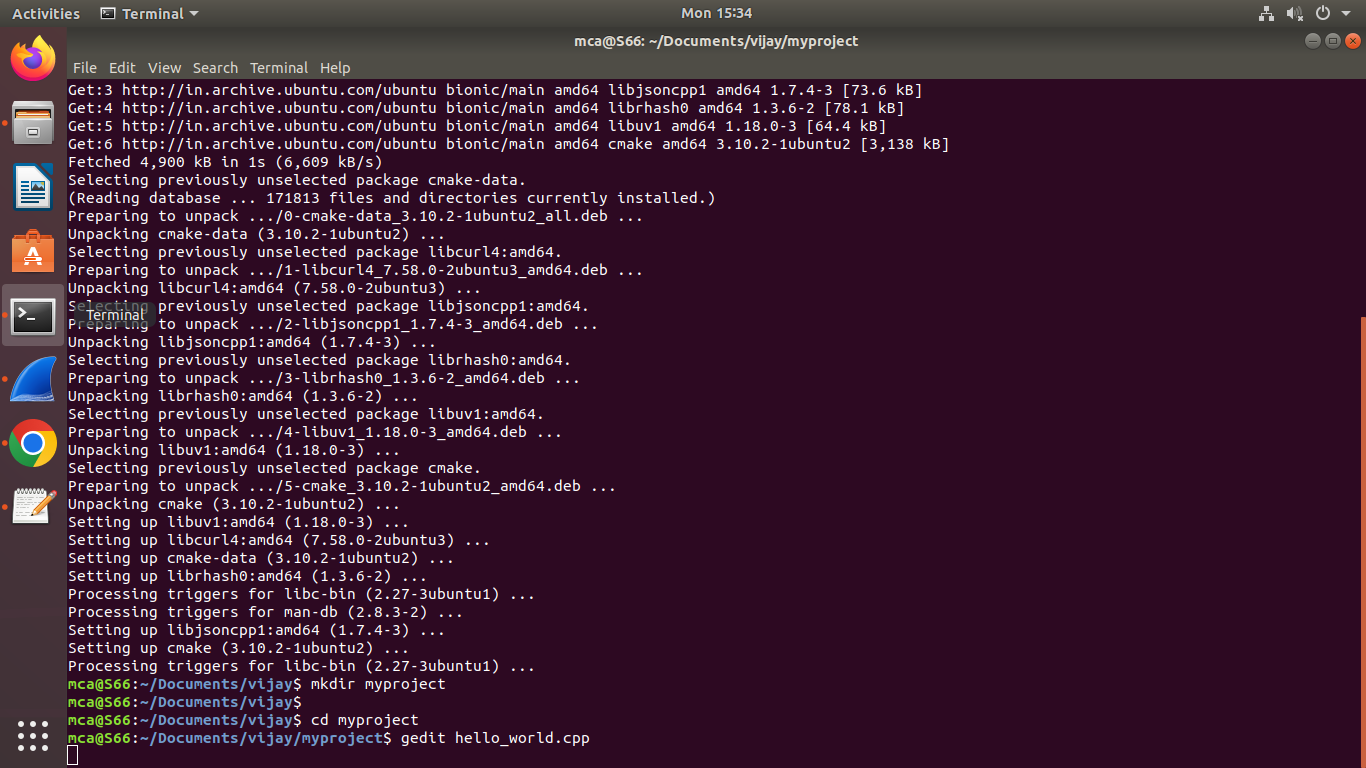 Activities Terminal Mon 15:34
mca@S66: ~/Documents/vijay/myproject
File Edit View Search Terminal Help
Get:3 http://in.archive.ubuntu.com/ubuntu bionic/main amd64 libjsoncpp1 amd64 1.7.4-3 [73.6 kB]
Get:4 http://in.archive.ubuntu.com/ubuntu bionic/main amd64 librhash0 amd64 1.3.6-2 [78.1 kB]
Get:5 http://in.archive.ubuntu.com/ubuntu bionic/main amd64 libuv1 amd64 1.18.0-3 [64.4 kB]
Get:6 http://in.archive.ubuntu.com/ubuntu bionic/main amd64 cmake amd64 3.10.2-1ubuntu2 [3,138 kB]
Fetched 4,900 kB in 1s (6,609 kB/s)
Selecting previously unselected package cmake-data.
(Reading database ... 171813 files and directories currently installed.)
Preparing to unpack .../0-cmake-data_3.10.2-1ubuntu2_all.deb ...
Unpacking cmake-data (3.10.2-1ubuntu2) ...
Selecting previously unselected package libcurl4:amd64.
Preparing to unpack .../1-libcurl4_7.58.0-2ubuntu3_amd64.deb ...
Unpacking libcurl4:amd64 (7.58.0-2ubuntu3) ...
Selecting previously unselected package libjsoncpp1:amd64.
Terminal
Preparing to unpack .../2-libjsoncpp1_1.7.4-3_amd64.deb ...
Unpacking libjsoncpp1:amd64 (1.7.4-3) ...
Selecting previously unselected package librhash0:amd64.
Preparing to unpack .../3-librhash0_1.3.6-2_amd64.deb ...
Unpacking librhash0:amd64 (1.3.6-2) ...
Selecting previously unselected package libuv1:amd64.
Preparing to unpack .../4-libuv1_1.18.0-3_amd64.deb ...
Unpacking libuv1:amd64 (1.18.0-3) ...
Selecting previously unselected package cmake.
Preparing to unpack .../5-cmake_3.10.2-1ubuntu2_amd64.deb ...
Unpacking cmake (3.10.2-1ubuntu2) ...
Setting up libuv1:amd64 (1.18.0-3) ...
Setting up libcurl4:amd64 (7.58.0-2ubuntu3) ...
Setting up cmake-data (3.10.2-1ubuntu2) ...
Setting up librhash0:amd64 (1.3.6-2) ...
Processing triggers for libc-bin (2.27-3ubuntu1) ...
Processing triggers for man-db (2.8.3-2) ...
Setting up libjsoncpp1:amd64 (1.7.4-3) ...
Setting up cmake (3.10.2-1ubuntu2) ...
Processing triggers for libc-bin (2.27-3ubuntu1) ...
mca@S66:~/Documents/vijay$ mkdir myproject
mca@S66:~/Documents/vijay$
mca@S66:~/Documents/vijay$ cd myproject
mca@S66:~/Documents/vijay/myproject$ gedit hello_world.cpp